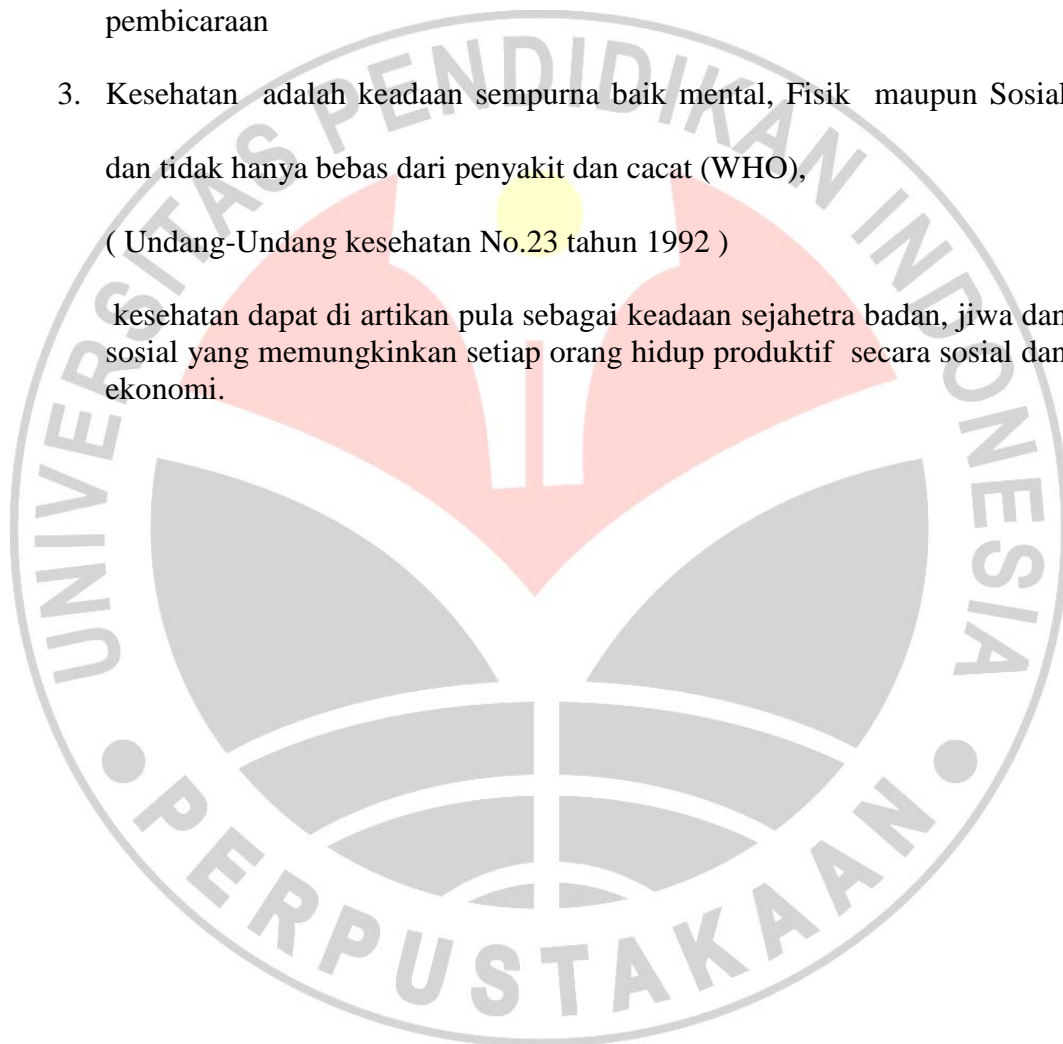 pembicaraan
3. Kesehatan adalah keadaan sempurna baik mental, Fisik maupun Sosial
dan tidak hanya bebas dari penyakit dan cacat (WHO),
( Undang-Undang kesehatan No.23 tahun 1992 )
kesehatan dapat di artikan pula sebagai keadaan sejahetra badan, jiwa dan
sosial yang memungkinkan setiap orang hidup produktif secara sosial dan
ekonomi.
UNIVERSITAS PENDIDIKAN INDONESIA
PERPUSTAKAAN